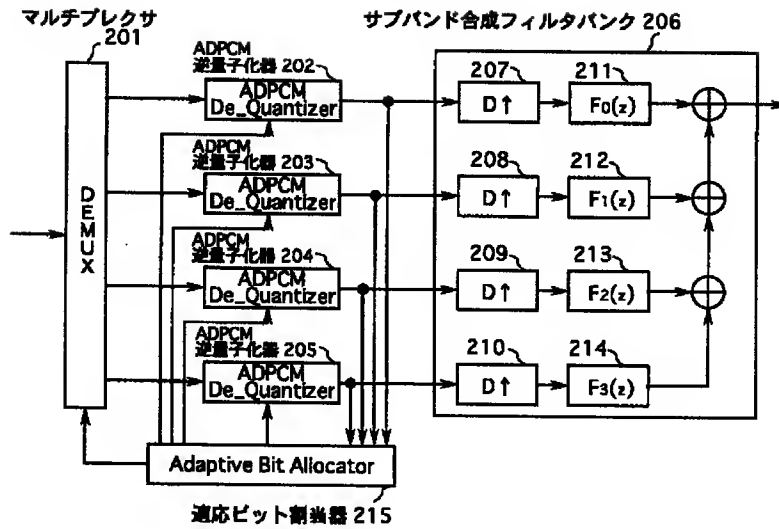 マルチプレクサ
201
サブバンド合成フィルタバンク 206
DEMUX
ADPCM
逆量子化器 202
ADPCM
De_Quantizer
ADPCM
逆量子化器 203
ADPCM
De_Quantizer
ADPCM
逆量子化器 204
ADPCM
De_Quantizer
ADPCM
逆量子化器 205
ADPCM
De_Quantizer
207
D↑
211
F0(z)
208
D↑
212
F1(z)
209
D↑
213
F2(z)
210
D↑
214
F3(z)
Adaptive Bit Allocator
適応ビット割当器 215